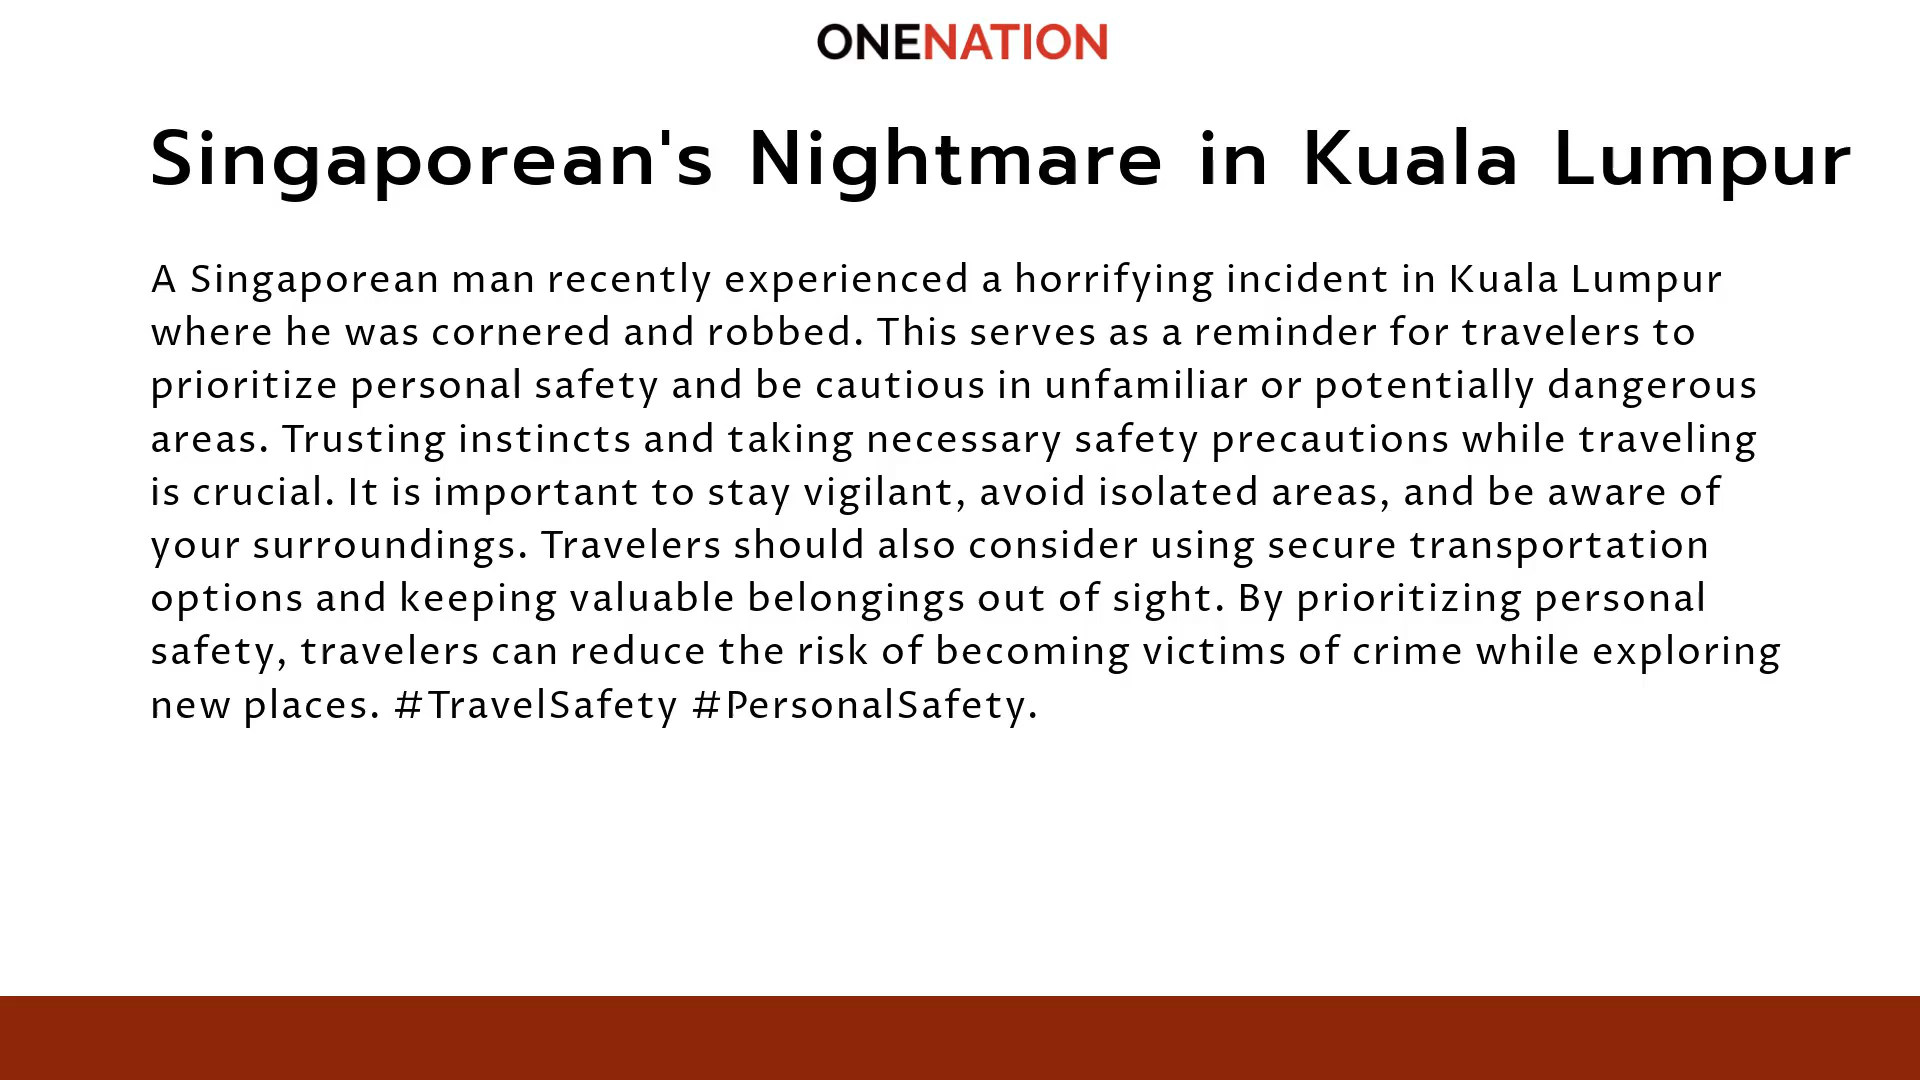 ONENATION
Singaporean's Nightmare in Kuala Lumpur
A Singaporean man recently experienced a horrifying incident in Kuala Lumpur
where he was cornered and robbed. This serves as a reminder for travelers to
prioritize personal safety and be cautious in unfamiliar or potentially dangerous
areas. Trusting instincts and taking necessary safety precautions while traveling
is crucial. It is important to stay vigilant, avoid isolated areas, and be aware of
your surroundings. Travelers should also consider using secure transportation
options and keeping valuable belongings out of sight. By prioritizing personal
safety, travelers can reduce the risk of becoming victims of crime while exploring
new places. #TravelSafety #PersonalSafety.